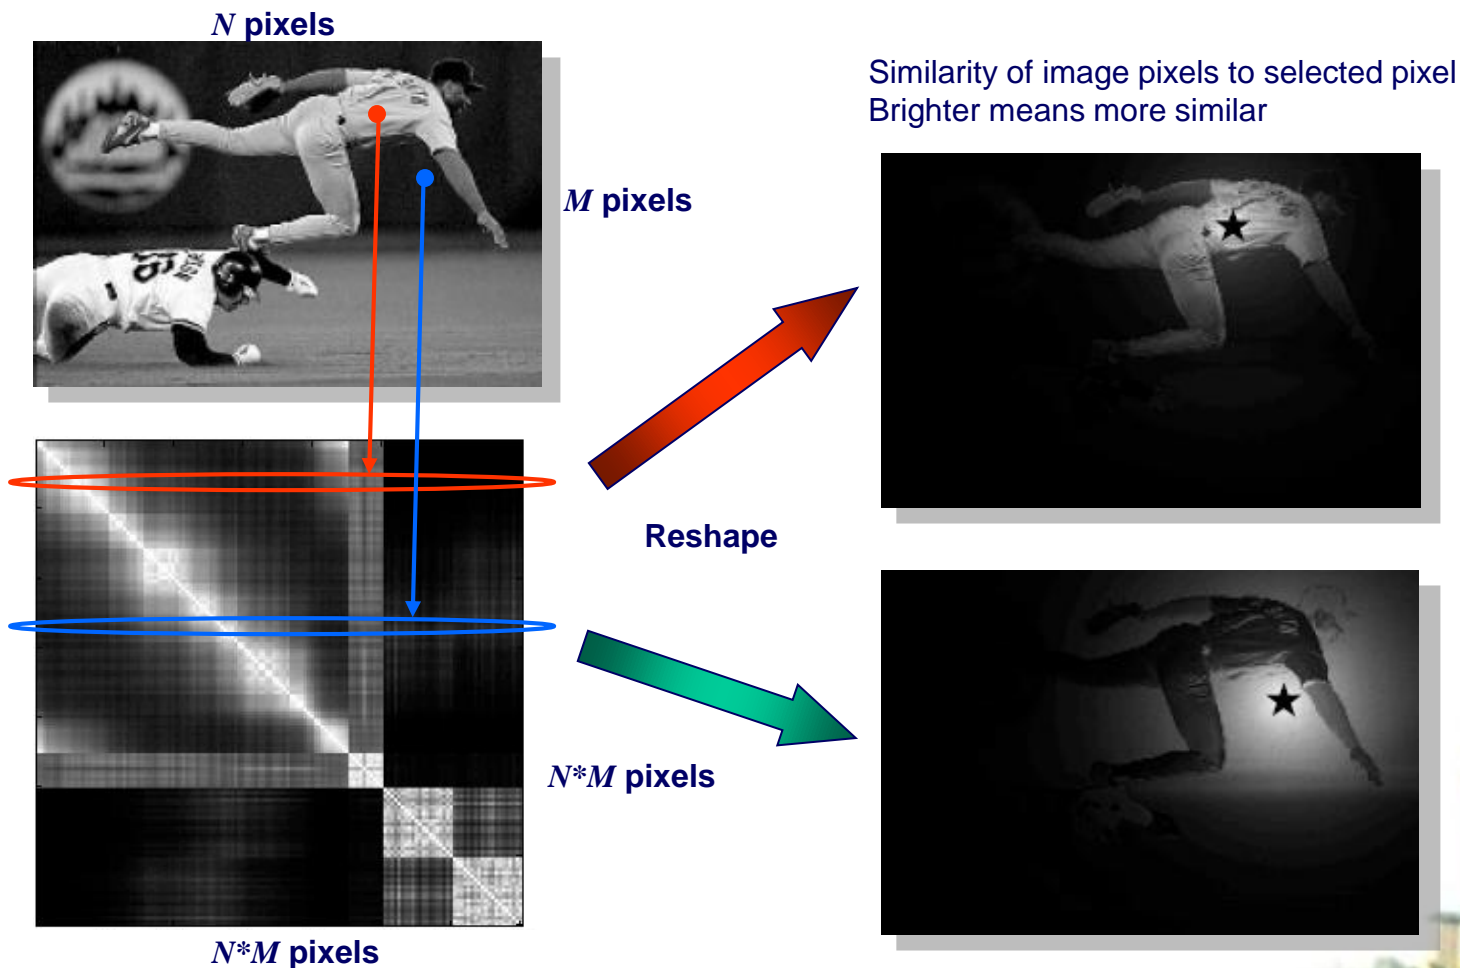 N pixels
Similarity of image pixels to selected pixel
Brighter means more similar
M pixels
Reshape
N*M pixels
N*M pixels